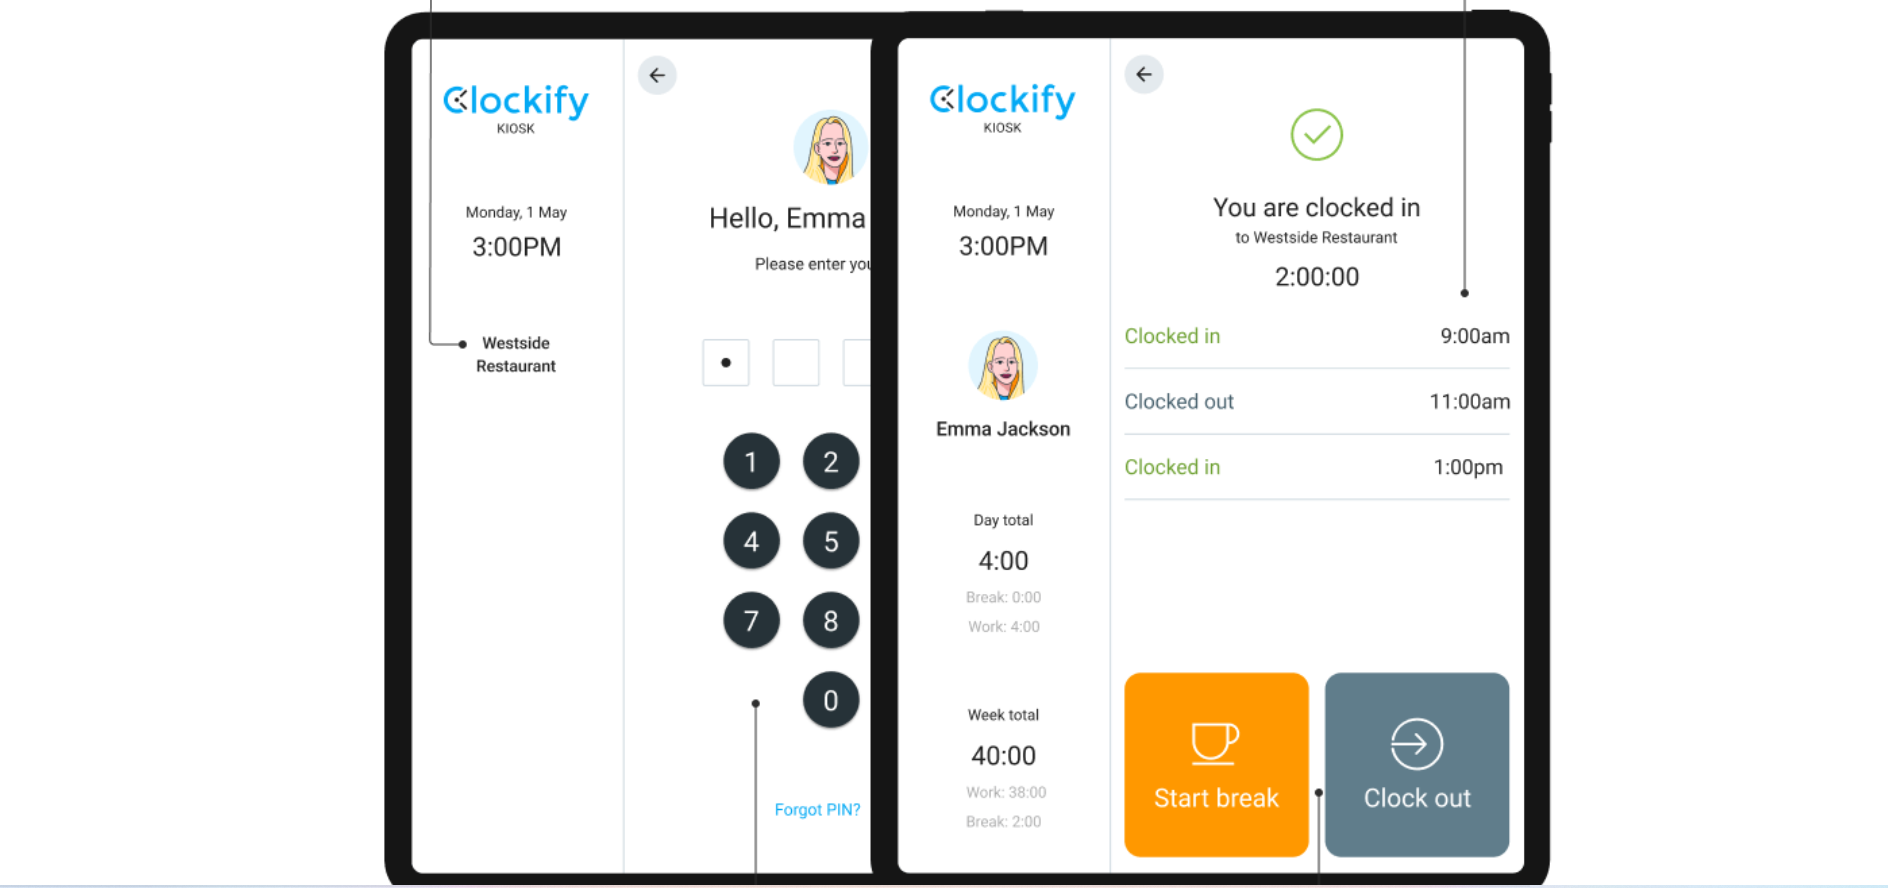 Clockify
KIOSK
Monday, 1 May
3:00PM
Westside
Restaurant
Hello, Emma
Please enter you
1 2
4 5
7 8
0
Forgot PIN?
Clockify
KIOSK
Monday, 1 May
3:00PM
Emma Jackson
Day total
4:00
Break: 0:00
Work: 4:00
Week total
40:00
Work: 38:00
Break: 2:00
You are clocked in
to Westside Restaurant
2:00:00
Clocked in 9:00am
Clocked out 11:00am
Clocked in 1:00pm
Start break
Clock out